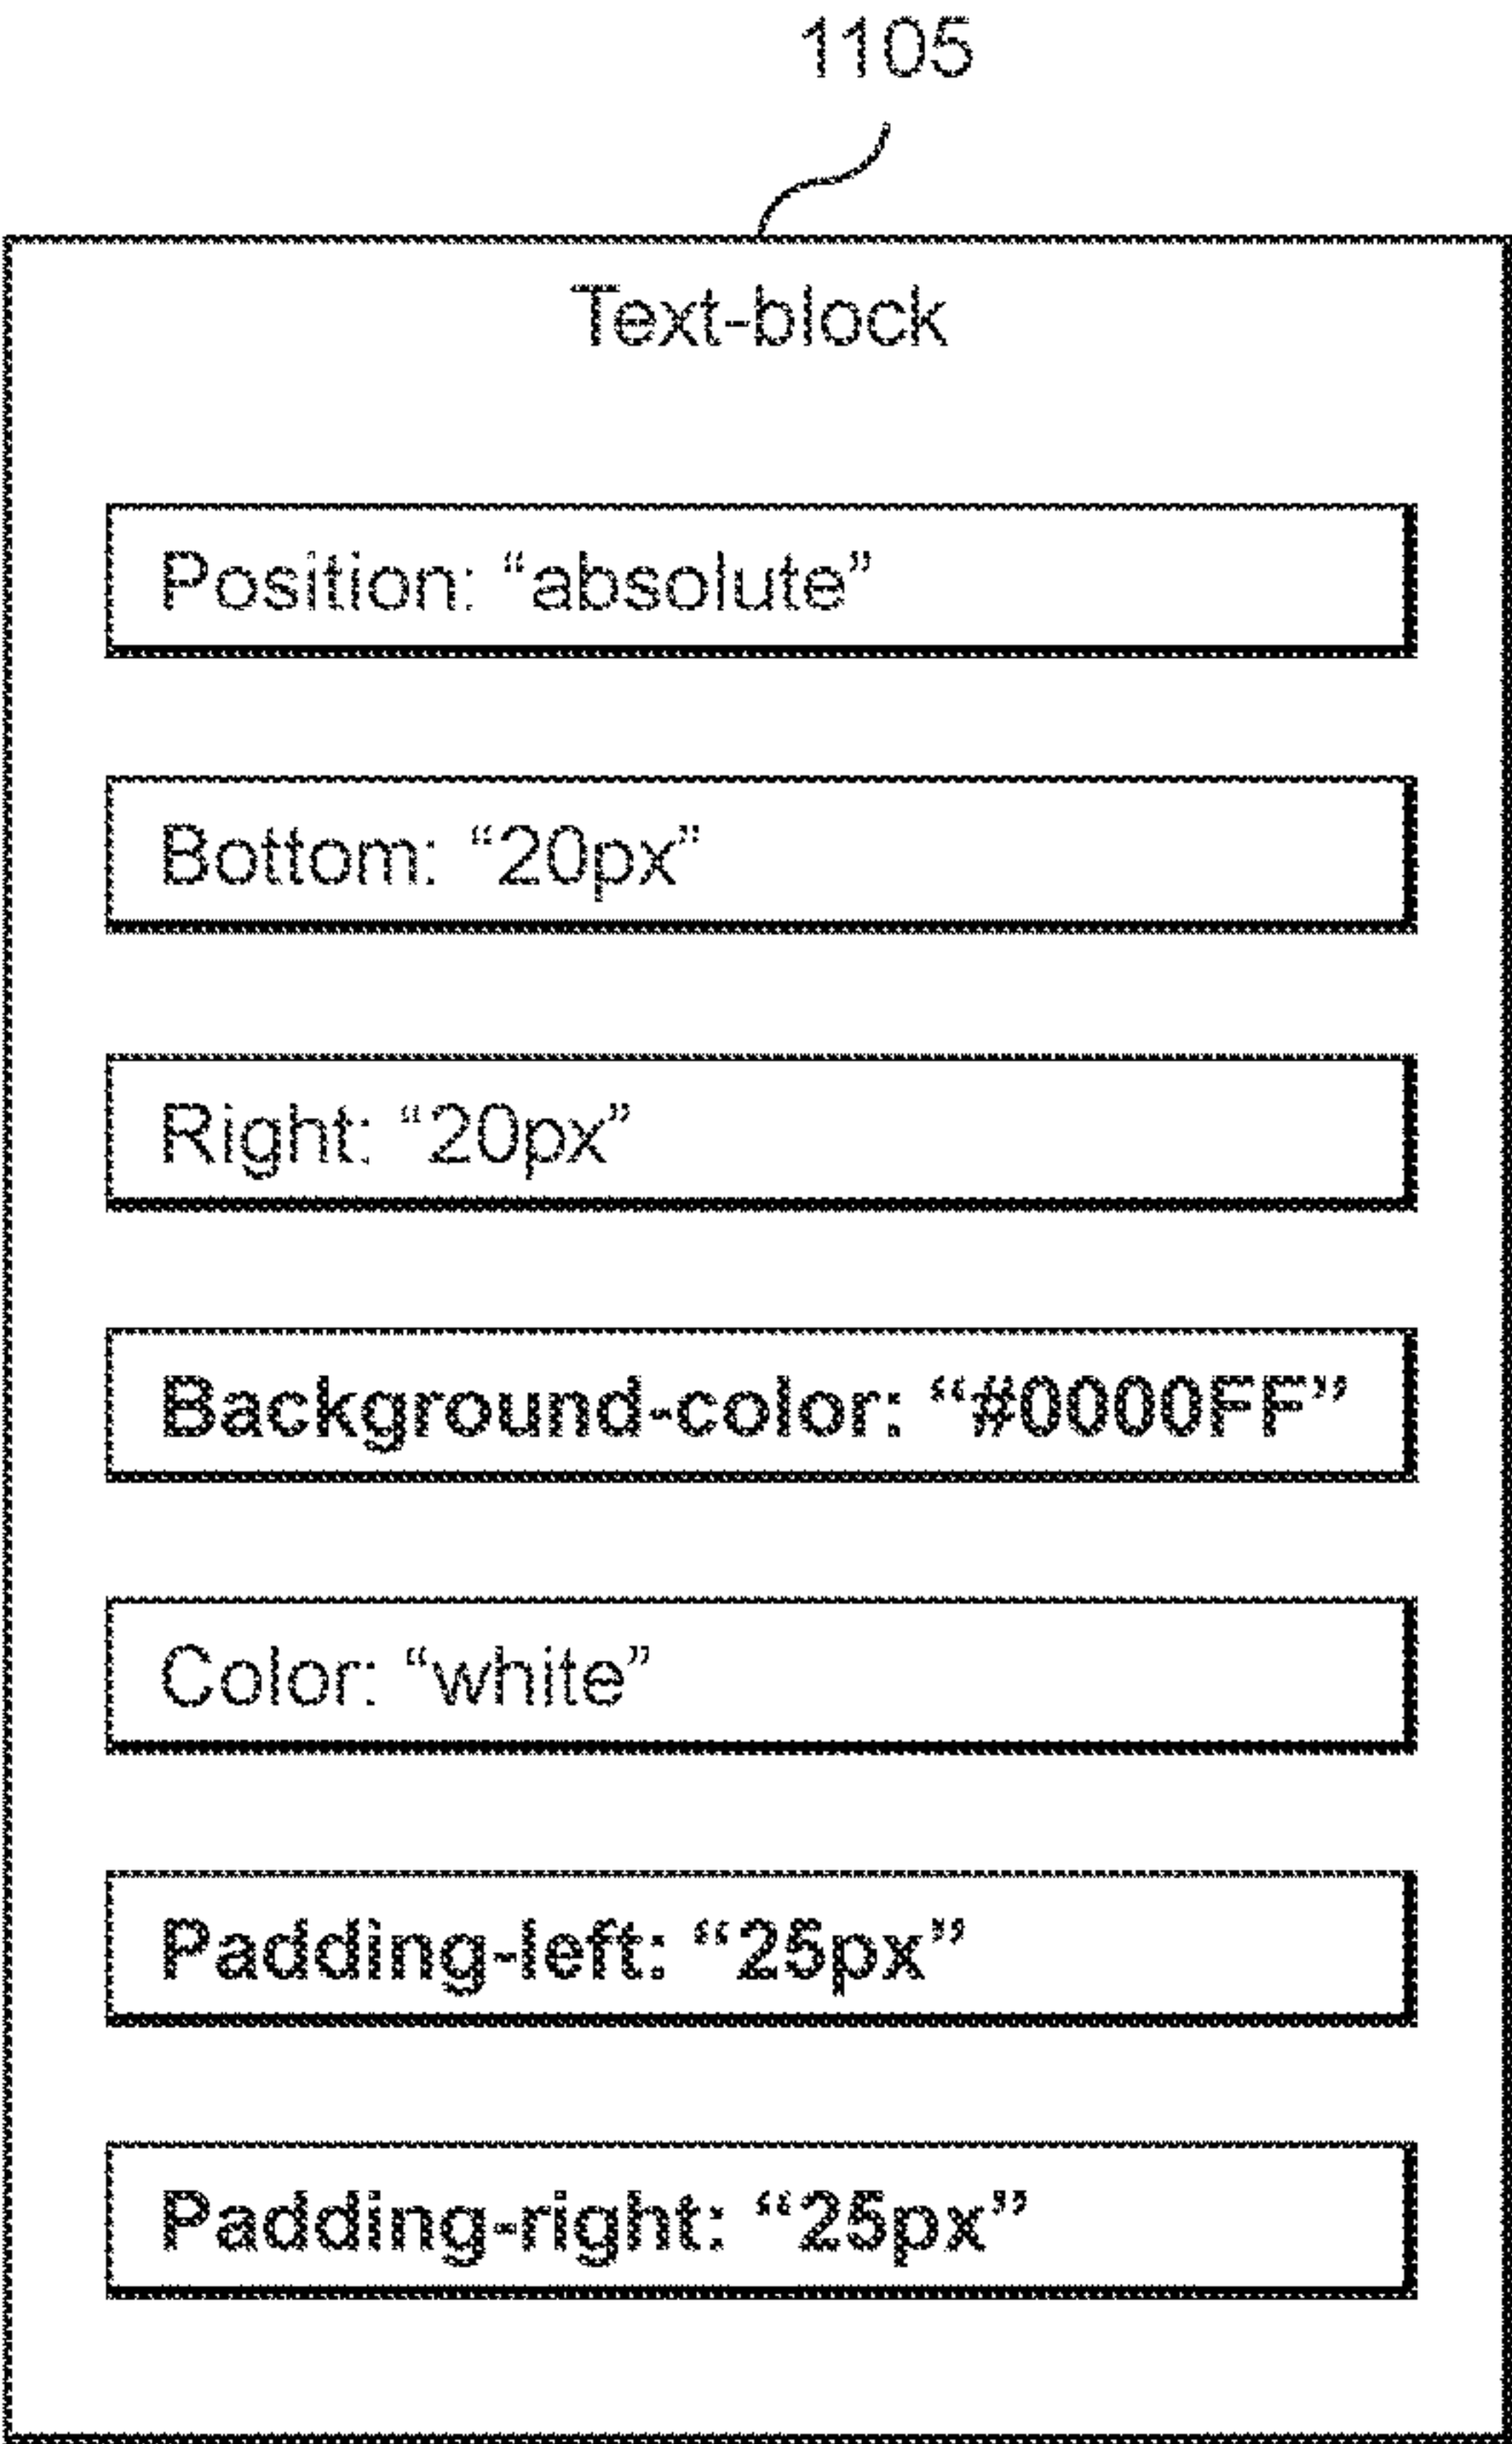 1105
Text-block
Position: “absolute”
Bottom: “20px”
Right: “20px”
Background-color: “#0000FF”
Color: “white”
Padding-left: “25px”
Padding-right: “25px”